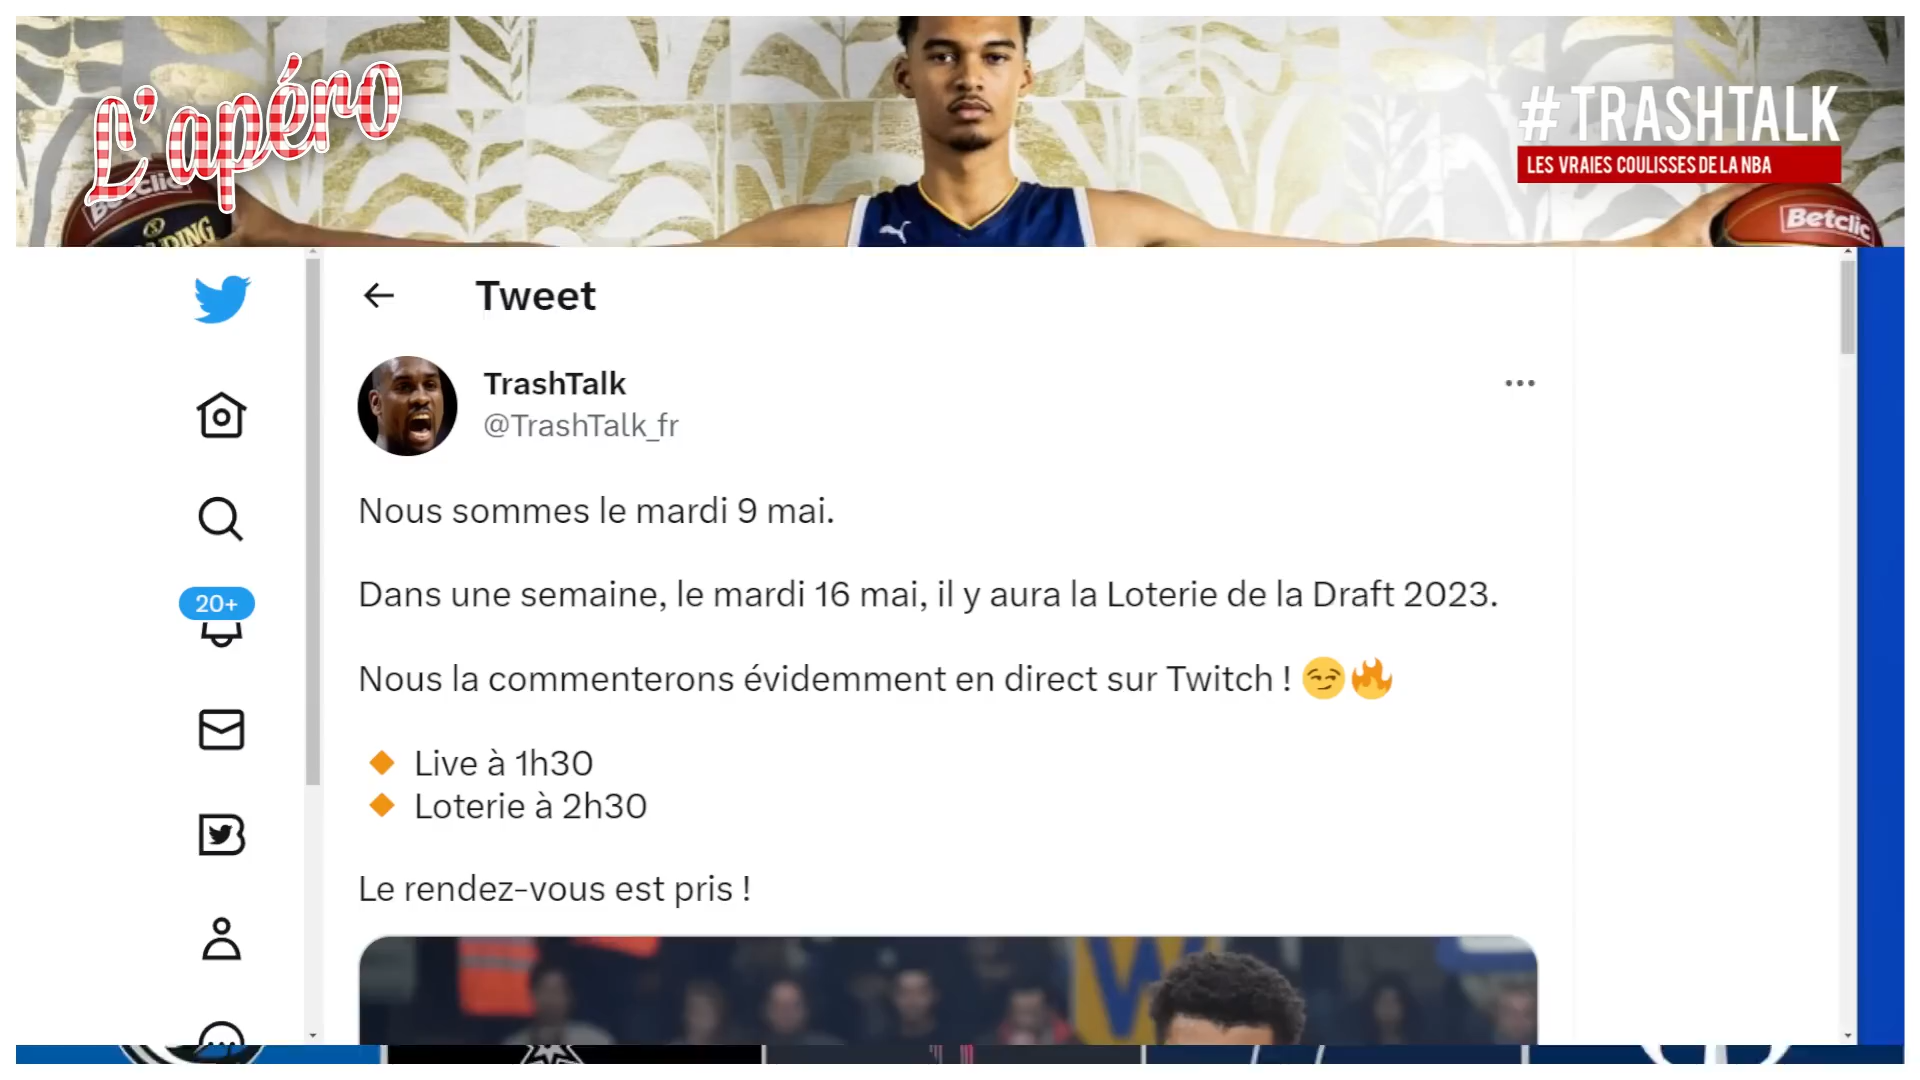 L'apéro
#TRASHTALK
LES VRAIES COULISSES DE LA NBA
Betclic
Betclic
Tweet
TrashTalk
@TrashTalk_fr
Nous sommes le mardi 9 mai.
20+
Dans une semaine, le mardi 16 mai, il y aura la Loterie de la Draft 2023.
Nous la commenterons évidemment en direct sur Twitch ! 😏🔥
🔸 Live à 1h30
🔸 Loterie à 2h30
Le rendez-vous est pris !
W